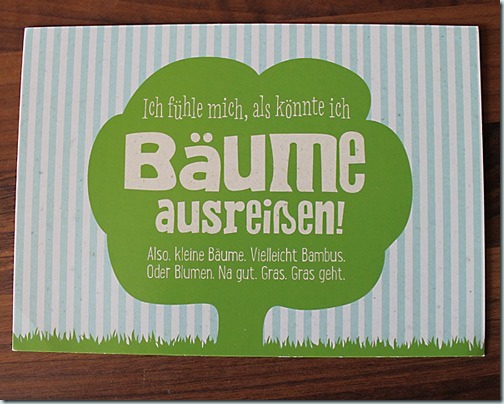 Ich fühle mich, als könnte ich
Bäume
ausreißen!
Also. kleine Bäume. Vielleicht Bambus.
Oder Blumen. Na gut. Gras. Gras geht.